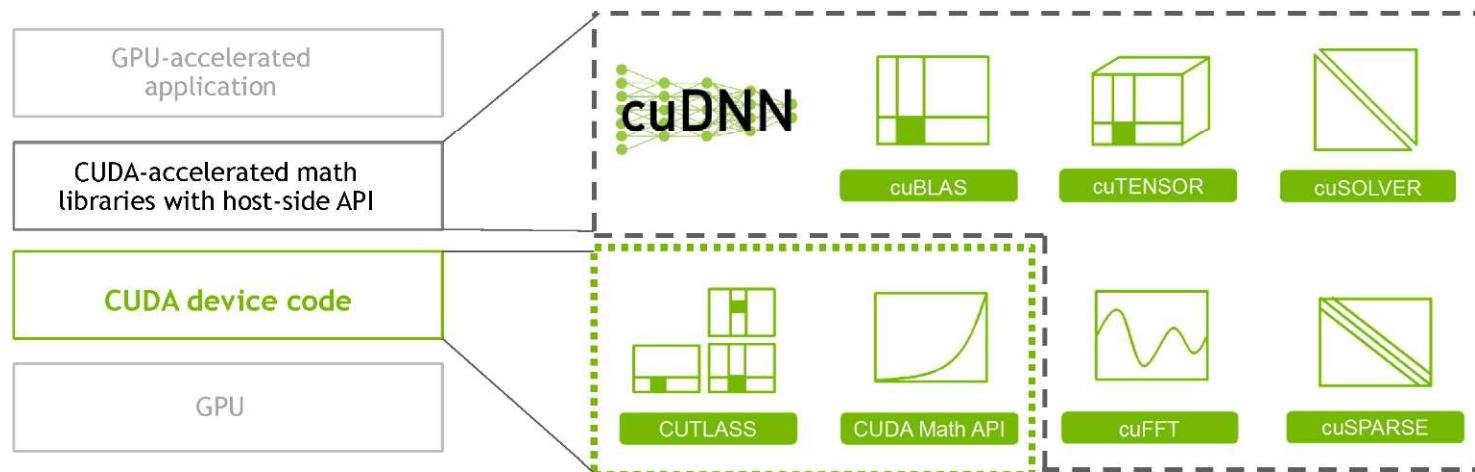 GPU-accelerated
application
CUDA-accelerated math
libraries with host-side API
CUDA device code
GPU
cuDNN
cuBLAS
cuTENSOR
cuSOLVER
CUTLASS
CUDA Math API
cuFFT
cuSPARSE